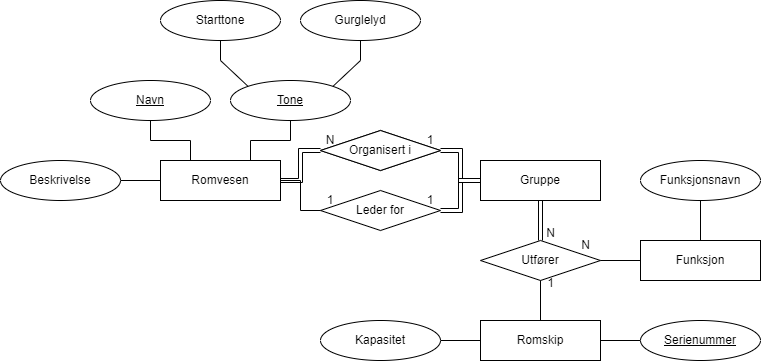 Starttone
Gurglelyd
Navn
Tone
N
Organisert i
1
Beskrivelse
Romvesen
Gruppe
Funksjonsnavn
1
Leder for
1
N
N
Utfører
Funksjon
1
Kapasitet
Romskip
Serienummer